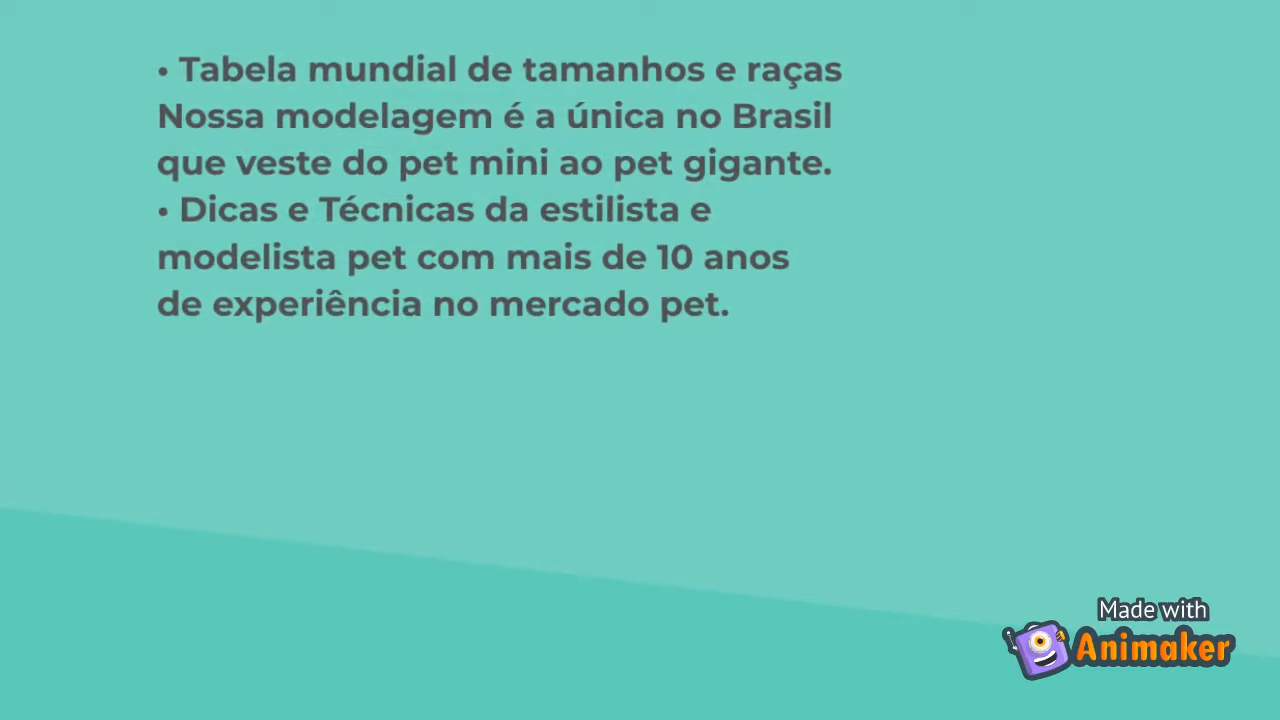 • Tabela mundial de tamanhos e raças
Nossa modelagem é a única no Brasil
que veste do pet mini ao pet gigante.
• Dicas e Técnicas da estilista e
modelista pet com mais de 10 anos
de experiência no mercado pet.
Made with
Animaker